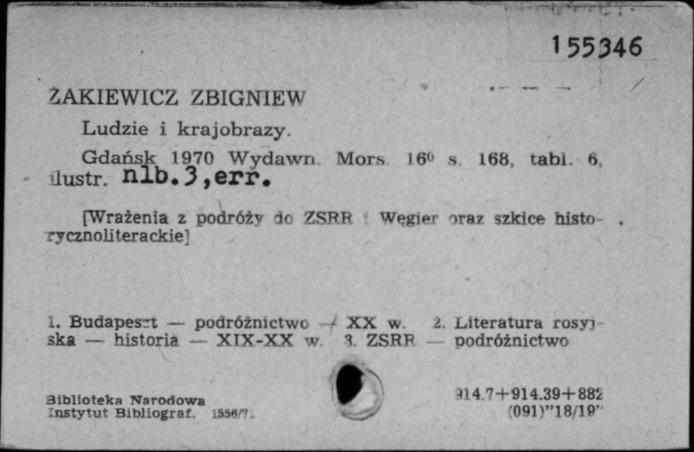 155346
ŻAKIEWICZ ZBIGNIEW
Ludzie i krajobrazy.
Gdańsk 1970 Wydawn. Mors. 16⁰ s. 168, tabl. 6,
ilustr. nlb.3,err.
[Wrażenia z podróży do ZSRR i Węgier oraz szkice histo-
rycznoliterackie]
1. Budapeszt — podróżnictwo — XX w. 2. Literatura rosyj-
ska — historia — XIX-XX w. 3. ZSRR — podróżnictwo
Biblioteka Narodowa 914.7+914.39+882
Instytut Bibliograf. (091)"18/19"